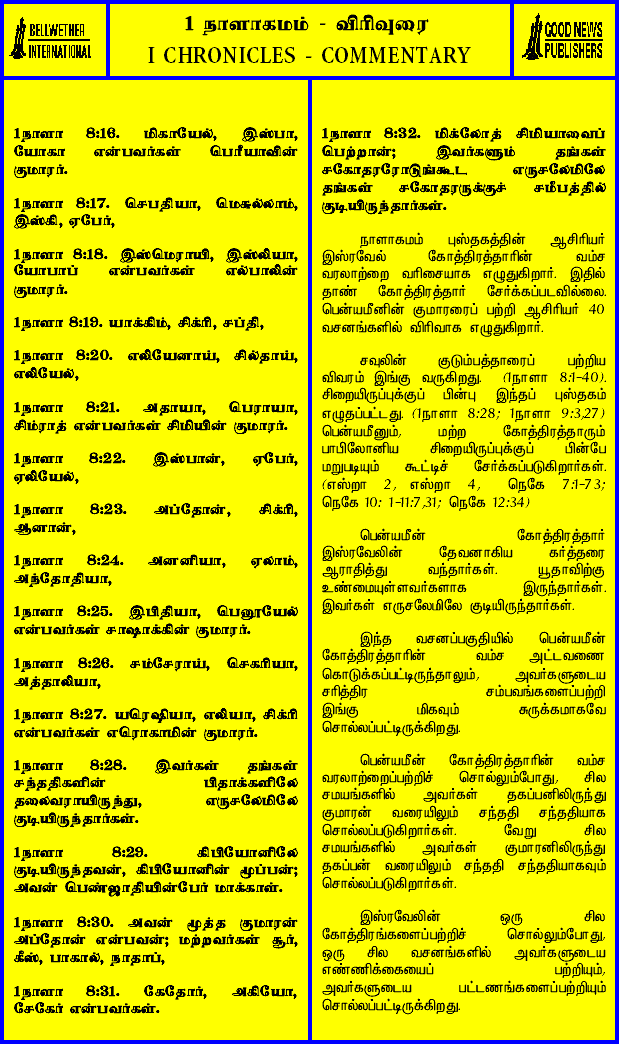 BELLWETHER
INTERNATIONAL
1 நாளாகமம் - விரிவுரை
I CHRONICLES - COMMENTARY
GOOD NEWS
PUBLISHERS
1நாளா 8:16. மிகாயேல், இஸ்பா,
யோகா என்பவர்கள் பெரீயாவின்
குமாரர்.
1நாளா 8:17. செபதியா, மெசுல்லாம்,
இஸ்கி, ஏபேர்,
1நாளா 8:18. இஸ்மெராயி, இஸ்லியா,
யோபாப் என்பவர்கள் எல்பாலின்
குமாரர்.
1நாளா 8:19. யாக்கிம், சிக்ரி, சப்தி,
1நாளா 8:20. எலியேனாய், சில்தாய்,
எலியேல்,
1நாளா 8:21. அதாயா, பெராயா,
சிம்ராத் என்பவர்கள் சிமியின் குமாரர்.
1நாளா 8:22. இஸ்பான், ஏபேர்,
ஏலியேல்,
1நாளா 8:23. அப்தோன், சிக்ரி,
ஆனான்,
1நாளா 8:24. அனனியா, ஏலாம்,
அந்தோதியா,
1நாளா 8:25. இபிதியா, பெனூயேல்
என்பவர்கள் சாஷாக்கின் குமாரர்.
1நாளா 8:26. சம்சேராய், செகரியா,
அத்தாலியா,
1நாளா 8:27. யரெஷியா, எலியா, சிக்ரி
என்பவர்கள் எரொகாமின் குமாரர்.
1நாளா 8:28. இவர்கள் தங்கள்
சந்ததிகளின் பிதாக்களிலே
தலைவராயிருந்து, எருசலேமிலே
குடியிருந்தார்கள்.
1நாளா 8:29. கிபியோனிலே
குடியிருந்தவன், கிபியோனின் மூப்பன்;
அவன் பெண்ஜாதியின்பேர் மாக்காள்.
1நாளா 8:30. அவன் மூத்த குமாரன்
அப்தோன் என்பவன்; மற்றவர்கள் சூர்,
கீஸ், பாகால், நாதாப்,
1நாளா 8:31. கேதோர், அகியோ,
சேகேர் என்பவர்கள்.
1நாளா 8:32. மிக்லோத் சிமியாவைப்
பெற்றான்; இவர்களும் தங்கள்
சகோதரரோடுங்கூட எருசலேமிலே
தங்கள் சகோதரருக்குச் சமீபத்தில்
குடியிருந்தார்கள்.
நாளாகமம் புஸ்தகத்தின் ஆசிரியர்
இஸ்ரவேல் கோத்திரத்தாரின் வம்ச
வரலாற்றை வரிசையாக எழுதுகிறார். இதில்
தாண் கோத்திரத்தார் சேர்க்கப்படவில்லை.
பென்யமீனின் குமாரரைப் பற்றி ஆசிரியர் 40
வசனங்களில் விரிவாக எழுதுகிறார்.
சவுலின் குடும்பத்தாரைப் பற்றிய
விவரம் இங்கு வருகிறது. (1நாளா 8:1-40).
சிறையிருப்புக்குப் பின்பு இந்தப் புஸ்தகம்
எழுதப்பட்டது. (1நாளா 8:28; 1நாளா 9:3,27)
பென்யமீனும், மற்ற கோத்திரத்தாரும்
பாபிலோனிய சிறையிருப்புக்குப் பின்பே
மறுபடியும் கூட்டிச் சேர்க்கப்படுகிறார்கள்.
(எஸ்றா 2, எஸ்றா 4, நெகே 7:1-73;
நெகே 10: 1-11:7,31; நெகே 12:34)
பென்யமீன் கோத்திரத்தார்
இஸ்ரவேலின் தேவனாகிய கர்த்தரை
ஆராதித்து வந்தார்கள். யூதாவிற்கு
உண்மையுள்ளவர்களாக இருந்தார்கள்.
இவர்கள் எருசலேமிலே குடியிருந்தார்கள்.
இந்த வசனப்பகுதியில் பென்யமீன்
கோத்திரத்தாரின் வம்ச அட்டவணை
கொடுக்கப்பட்டிருந்தாலும், அவர்களுடைய
சரித்திர சம்பவங்களைப்பற்றி
இங்கு மிகவும் சுருக்கமாகவே
சொல்லப்பட்டிருக்கிறது.
பென்யமீன் கோத்திரத்தாரின் வம்ச
வரலாற்றைப்பற்றிச் சொல்லும்போது, சில
சமயங்களில் அவர்கள் தகப்பனிலிருந்து
குமாரன் வரையிலும் சந்ததி சந்ததியாக
சொல்லப்படுகிறார்கள். வேறு சில
சமயங்களில் அவர்கள் குமாரனிலிருந்து
தகப்பன் வரையிலும் சந்ததி சந்ததியாகவும்
சொல்லப்படுகிறார்கள்.
இஸ்ரவேலின் ஒரு சில
கோத்திரங்களைப்பற்றிச் சொல்லும்போது,
ஒரு சில வசனங்களில் அவர்களுடைய
எண்ணிக்கையைப் பற்றியும்,
அவர்களுடைய பட்டணங்களைப்பற்றியும்
சொல்லப்பட்டிருக்கிறது.